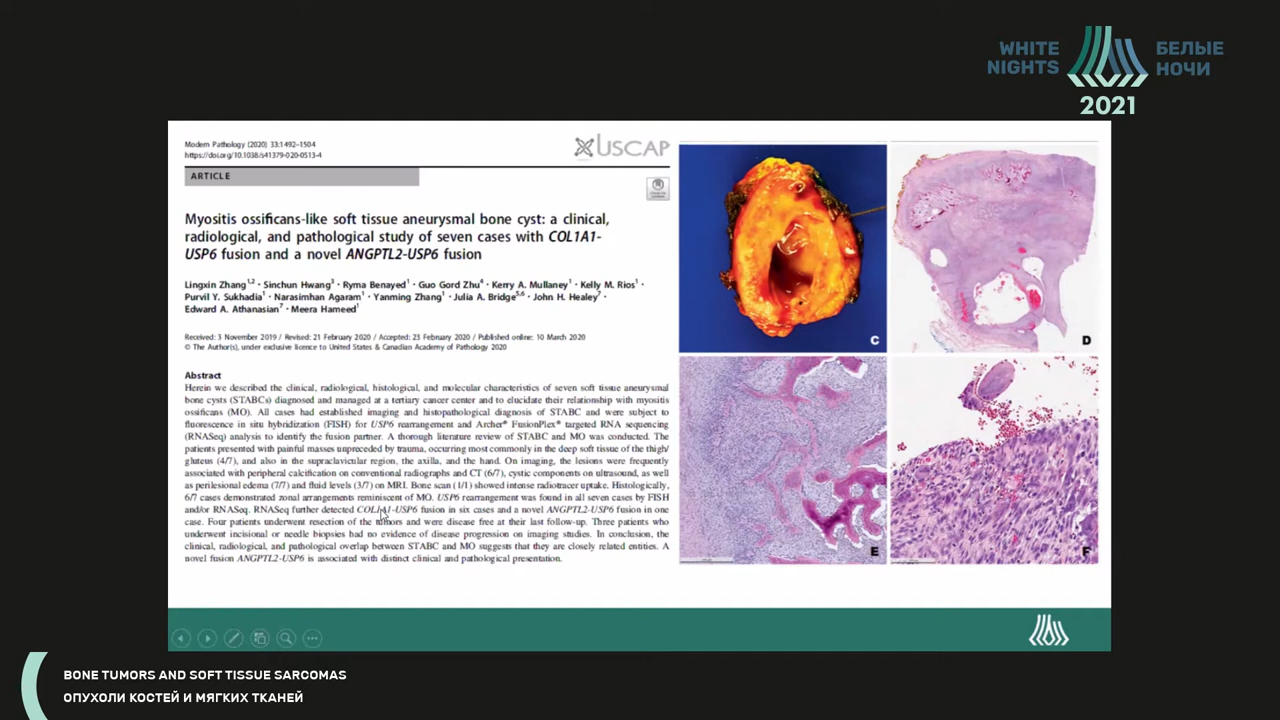 WHITE NIGHTS
БЕЛЫЕ НОЧИ
2021
Modern Pathology (2020) 33:1492–1504
https://doi.org/10.1038/s41379-020-0513-4
USCAP
ARTICLE
Myositis ossificans-like soft tissue aneurysmal bone cyst: a clinical,
radiological, and pathological study of seven cases with COL1A1-
USP6 fusion and a novel ANGPTL2-USP6 fusion
Lingxin Zhang1,2 · Sinchun Hwang3 · Ryma Benayed1 · Guo Gord Zhu4 · Kerry A. Mullaney1 · Kelly M. Rios1 ·
Purvil Y. Sukhadia1 · Narasimhan Agaram1 · Yanming Zhang1 · Julia A. Bridge5,6 · John H. Healey7 ·
Edward A. Athanasian7 · Meera Hameed1
Received: 3 November 2019 / Revised: 21 February 2020 / Accepted: 23 February 2020 / Published online: 10 March 2020
© The Author(s), under exclusive licence to United States & Canadian Academy of Pathology 2020
Abstract
Herein we described the clinical, radiological, histological, and molecular characteristics of seven soft tissue aneurysmal
bone cysts (STABCs) diagnosed and managed at a tertiary cancer center and to elucidate their relationship with myositis
ossificans (MO). All cases had established imaging and histopathological diagnosis of STABC and were subject to
fluorescence in situ hybridization (FISH) for USP6 rearrangement and Archer® FusionPlex® targeted RNA sequencing
(RNASeq) analysis to identify the fusion partner. A thorough literature review of STABC and MO was conducted. The
patients presented with painful masses unpreceded by trauma, occurring most commonly in the deep soft tissue of the thigh/
gluteus (4/7), and also in the supraclavicular region, the axilla, and the hand. On imaging, the lesions were frequently
associated with peripheral calcification on conventional radiographs and CT (6/7), cystic components on ultrasound, as well
as perilesional edema (7/7) and fluid levels (3/7) on MRI. Bone scan (1/1) showed intense radiotracer uptake. Histologically,
6/7 cases demonstrated zonal arrangements reminiscent of MO. USP6 rearrangement was found in all seven cases by FISH
and/or RNASeq. RNASeq further detected COL1A1-USP6 fusion in six cases and a novel ANGPTL2-USP6 fusion in one
case. Four patients underwent resection of the tumors and were disease free at their last follow-up. Three patients who
underwent incisional or needle biopsies had no evidence of disease progression on imaging studies. In conclusion, the
clinical, radiological, and pathological overlap between STABC and MO suggests that they are closely related entities. A
novel fusion ANGPTL2-USP6 is associated with distinct clinical and pathological presentation.
C
D
E
F
BONE TUMORS AND SOFT TISSUE SARCOMAS
ОПУХОЛИ КОСТЕЙ И МЯГКИХ ТКАНЕЙ